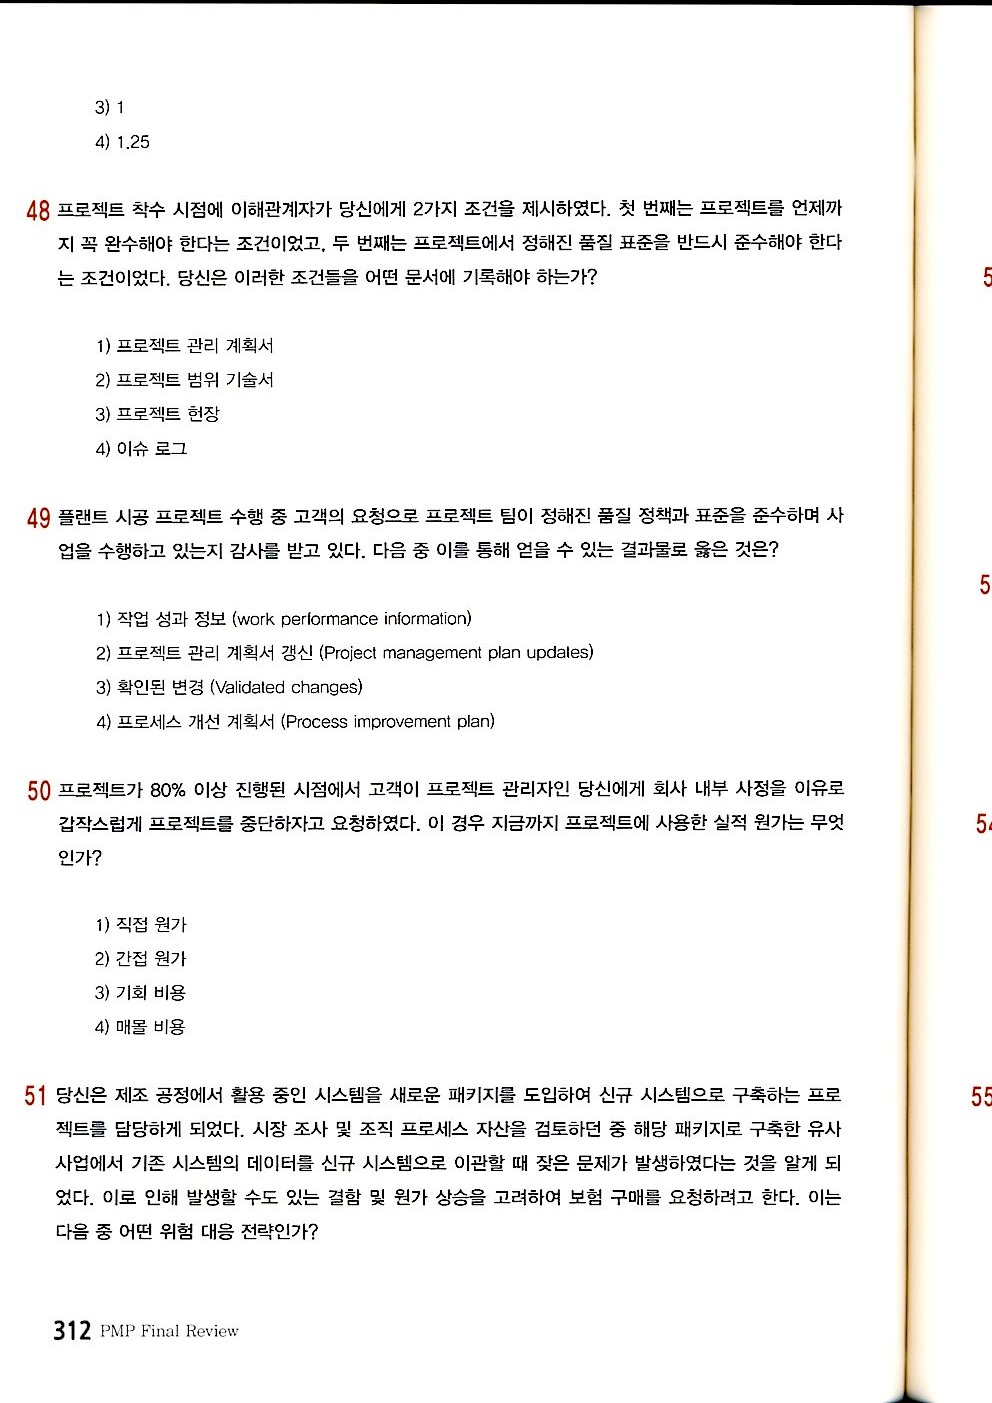 3) 1
4) 1.25
48 프로젝트 착수 시점에 이해관계자가 당신에게 2가지 조건을 제시하였다. 첫 번째는 프로젝트를 언제까
지 꼭 완수해야 한다는 조건이었고, 두 번째는 프로젝트에서 정해진 품질 표준을 반드시 준수해야 한다
는 조건이었다. 당신은 이러한 조건들을 어떤 문서에 기록해야 하는가?
1) 프로젝트 관리 계획서
2) 프로젝트 범위 기술서
3) 프로젝트 헌장
4) 이슈 로그
49 플랜트 시공 프로젝트 수행 중 고객의 요청으로 프로젝트 팀이 정해진 품질 정책과 표준을 준수하며 사
업을 수행하고 있는지 감사를 받고 있다. 다음 중 이를 통해 얻을 수 있는 결과물로 옳은 것은?
1) 작업 성과 정보 (work performance information)
2) 프로젝트 관리 계획서 갱신 (Project management plan updates)
3) 확인된 변경 (Validated changes)
4) 프로세스 개선 계획서 (Process improvement plan)
50 프로젝트가 80% 이상 진행된 시점에서 고객이 프로젝트 관리자인 당신에게 회사 내부 사정을 이유로
갑작스럽게 프로젝트를 중단하자고 요청하였다. 이 경우 지금까지 프로젝트에 사용한 실적 원가는 무엇
인가?
1) 직접 원가
2) 간접 원가
3) 기회 비용
4) 매몰 비용
51 당신은 제조 공정에서 활용 중인 시스템을 새로운 패키지를 도입하여 신규 시스템으로 구축하는 프로
젝트를 담당하게 되었다. 시장 조사 및 조직 프로세스 자산을 검토하던 중 해당 패키지로 구축한 유사
사업에서 기존 시스템의 데이터를 신규 시스템으로 이관할 때 잦은 문제가 발생하였다는 것을 알게 되
었다. 이로 인해 발생할 수도 있는 결함 및 원가 상승을 고려하여 보험 구매를 요청하려고 한다. 이는
다음 중 어떤 위험 대응 전략인가?
312 PMP Final Review
5
5
54
55